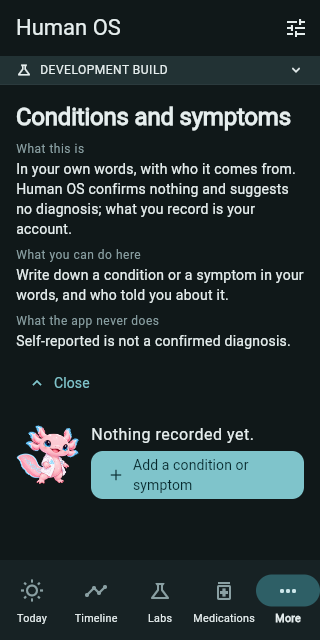 Human OS
DEVELOPMENT BUILD
Conditions and symptoms
What this is
In your own words, with who it comes from.
Human OS confirms nothing and suggests
no diagnosis; what you record is your
account.
What you can do here
Write down a condition or a symptom in your
words, and who told you about it.
What the app never does
Self-reported is not a confirmed diagnosis.
Close
Nothing recorded yet.
Add a condition or
symptom
Today
Timeline
Labs
Medications
More